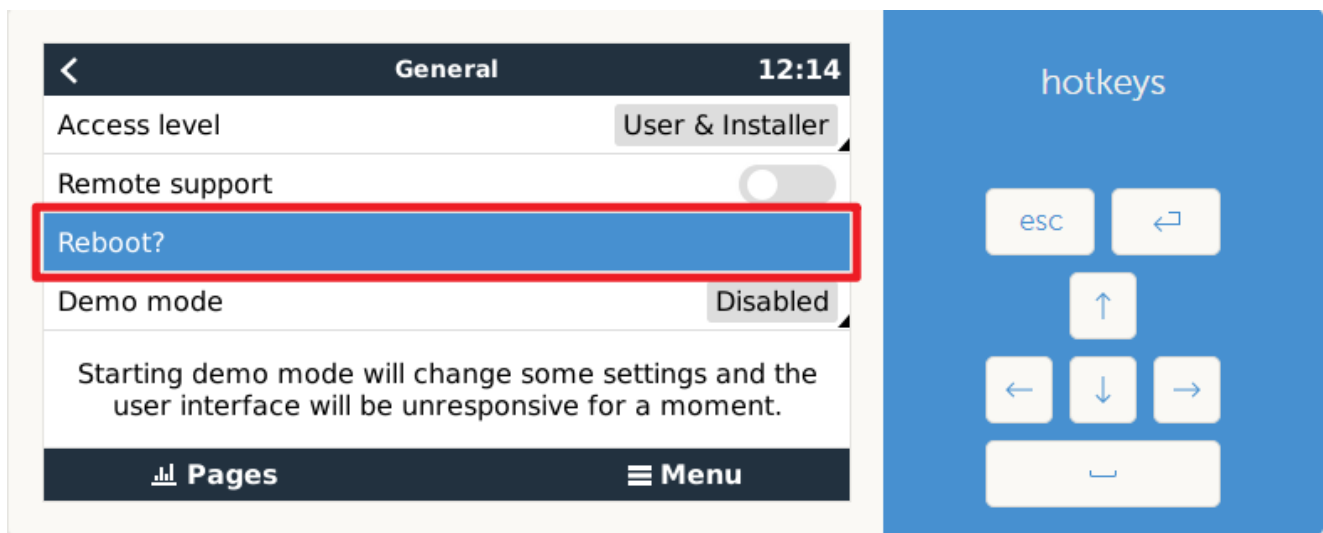 General 12:14
Access level User & Installer
Remote support
Reboot?
Demo mode Disabled
Starting demo mode will change some settings and the
user interface will be unresponsive for a moment.
Pages Menu
hotkeys
esc